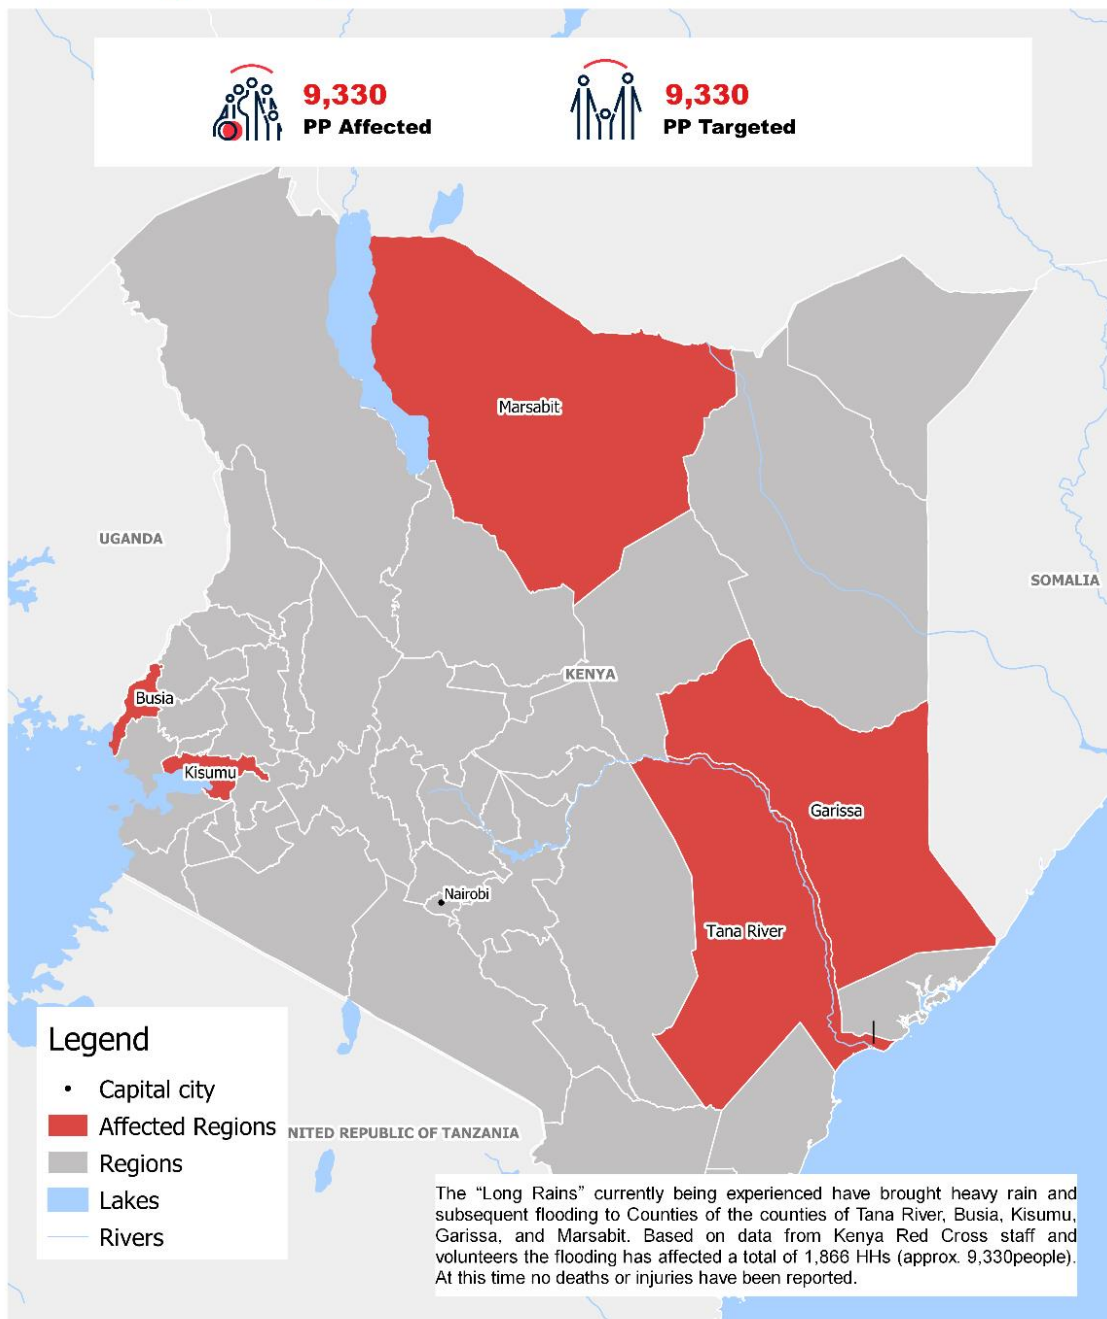 9,330
PP Affected
9,330
PP Targeted
Marsabit
UGANDA
SOMALIA
KENYA
Busia
Kisumu
Garissa
Nairobi
Tana River
Legend
Capital city
Affected Regions
Regions
Lakes
Rivers
NITED REPUBLIC OF TANZANIA
The “Long Rains” currently being experienced have brought heavy rain and
subsequent flooding to Counties of the counties of Tana River, Busia, Kisumu,
Garissa, and Marsabit. Based on data from Kenya Red Cross staff and
volunteers the flooding has affected a total of 1,866 HHs (approx. 9,330people).
At this time no deaths or injuries have been reported.